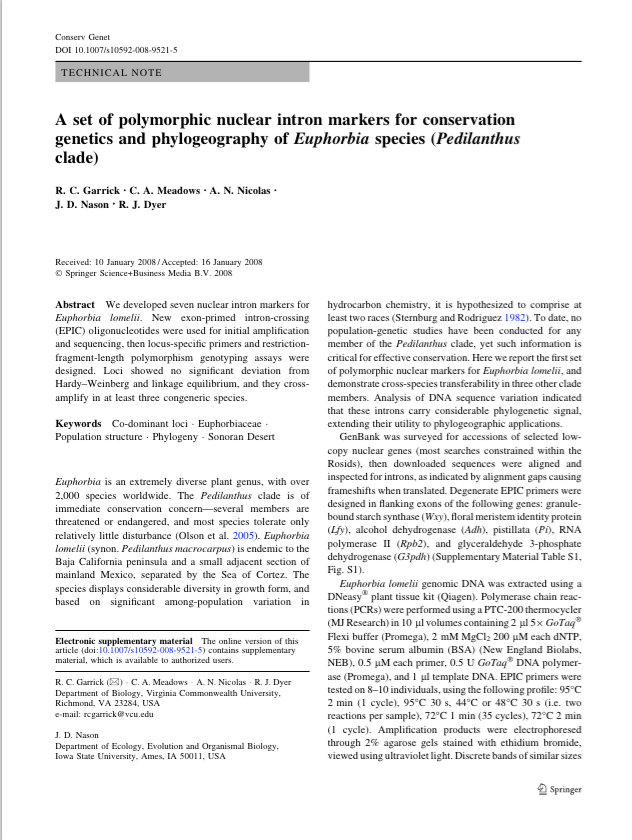 Conserv Genet
DOI 10.1007/s10592-008-9521-5
TECHNICAL NOTE
A set of polymorphic nuclear intron markers for conservation
genetics and phylogeography of Euphorbia species (Pedilanthus
clade)
R. C. Garrick · C. A. Meadows · A. N. Nicolas ·
J. D. Nason · R. J. Dyer
Received: 10 January 2008 / Accepted: 16 January 2008
© Springer Science+Business Media B.V. 2008
Abstract We developed seven nuclear intron markers for
Euphorbia lomelii. New exon-primed intron-crossing
(EPIC) oligonucleotides were used for initial amplification
and sequencing, then locus-specific primers and restriction-
fragment-length polymorphism genotyping assays were
designed. Loci showed no significant deviation from
Hardy–Weinberg and linkage equilibrium, and they cross-
amplify in at least three congeneric species.
Keywords Co-dominant loci · Euphorbiaceae ·
Population structure · Phylogeny · Sonoran Desert
Euphorbia is an extremely diverse plant genus, with over
2,000 species worldwide. The Pedilanthus clade is of
immediate conservation concern—several members are
threatened or endangered, and most species tolerate only
relatively little disturbance (Olson et al. 2005). Euphorbia
lomelii (synon. Pedilanthus macrocarpus) is endemic to the
Baja California peninsula and a small adjacent section of
mainland Mexico, separated by the Sea of Cortez. The
species displays considerable diversity in growth form, and
based on significant among-population variation in
Electronic supplementary material The online version of this
article (doi:10.1007/s10592-008-9521-5) contains supplementary
material, which is available to authorized users.
R. C. Garrick (✉) · C. A. Meadows · A. N. Nicolas · R. J. Dyer
Department of Biology, Virginia Commonwealth University,
Richmond, VA 23284, USA
e-mail: rcgarrick@vcu.edu
J. D. Nason
Department of Ecology, Evolution and Organismal Biology,
Iowa State University, Ames, IA 50011, USA
hydrocarbon chemistry, it is hypothesized to comprise at
least two races (Sternburg and Rodriguez 1982). To date, no
population-genetic studies have been conducted for any
member of the Pedilanthus clade, yet such information is
critical for effective conservation. Here we report the first set
of polymorphic nuclear markers for Euphorbia lomelii, and
demonstrate cross-species transferability in three other clade
members. Analysis of DNA sequence variation indicated
that these introns carry considerable phylogenetic signal,
extending their utility to phylogeographic applications.
GenBank was surveyed for accessions of selected low-
copy nuclear genes (most searches constrained within the
Rosids), then downloaded sequences were aligned and
inspected for introns, as indicated by alignment gaps causing
frameshifts when translated. Degenerate EPIC primers were
designed in flanking exons of the following genes: granule-
bound starch synthase (Wxy), floral meristem identity protein
(Lfy), alcohol dehydrogenase (Adh), pistillata (Pi), RNA
polymerase II (Rpb2), and glyceraldehyde 3-phosphate
dehydrogenase (G3pdh) (Supplementary Material Table S1,
Fig. S1).
Euphorbia lomelii genomic DNA was extracted using a
DNeasy® plant tissue kit (Qiagen). Polymerase chain reac-
tions (PCRs) were performed using a PTC-200 thermocycler
(MJ Research) in 10 μl volumes containing 2 μl 5× GoTaq®
Flexi buffer (Promega), 2 mM MgCl2 200 μM each dNTP,
5% bovine serum albumin (BSA) (New England Biolabs,
NEB), 0.5 μM each primer, 0.5 U GoTaq® DNA polymer-
ase (Promega), and 1 μl template DNA. EPIC primers were
tested on 8–10 individuals, using the following profile: 95°C
2 min (1 cycle), 95°C 30 s, 44°C or 48°C 30 s (i.e. two
reactions per sample), 72°C 1 min (35 cycles), 72°C 2 min
(1 cycle). Amplification products were electrophoresed
through 2% agarose gels stained with ethidium bromide,
viewed using ultraviolet light. Discrete bands of similar sizes
Springer